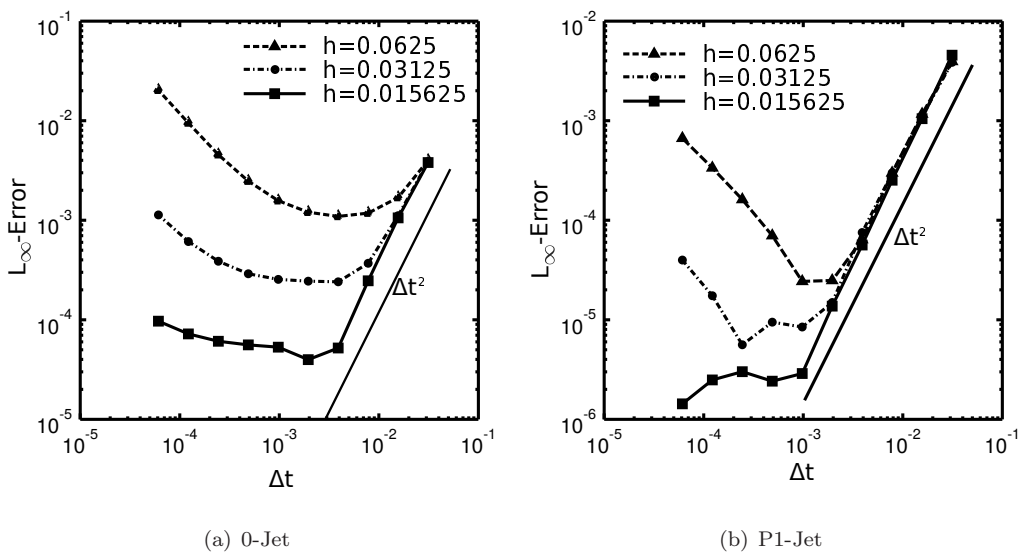 10^-1
10^-2
10^-3
10^-4
10^-5
L∞-Error
h=0.0625
h=0.03125
h=0.015625
Δt²
10^-5 10^-4 10^-3 10^-2 10^-1
Δt
(a) 0-Jet
10^-2
10^-3
10^-4
10^-5
10^-6
L∞-Error
h=0.0625
h=0.03125
h=0.015625
Δt²
10^-5 10^-4 10^-3 10^-2 10^-1
Δt
(b) P1-Jet